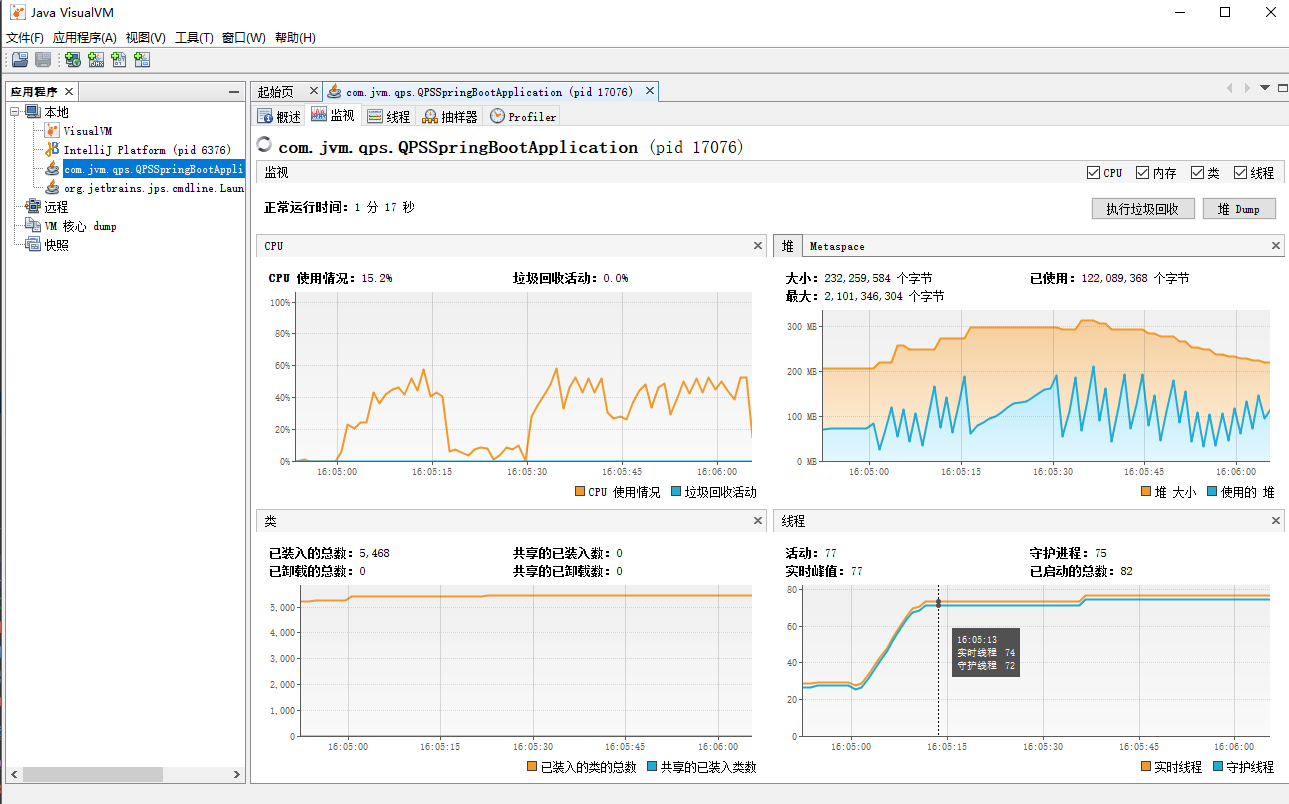 Java VisualVM
文件(F) 应用程序(A) 视图(V) 工具(T) 窗口(W) 帮助(H)
应用程序
本地
VisualVM
IntelliJ Platform (pid 6376)
com.jvm.qps.QPSSpringBootAppli
org.jetbrains.jps.cmdline.Laun
远程
VM 核心 dump
快照
起始页 com.jvm.qps.QPSSpringBootApplication (pid 17076)
概述 监视 线程 抽样器 Profiler
com.jvm.qps.QPSSpringBootApplication (pid 17076)
监视 CPU 内存 类 线程
正常运行时间: 1 分 17 秒 执行垃圾回收 堆 Dump
CPU
CPU 使用情况: 15.2% 垃圾回收活动: 0.0%
100%
80%
60%
40%
20%
0%
16:05:00 16:05:15 16:05:30 16:05:45 16:06:00
CPU 使用情况 垃圾回收活动
堆 Metaspace
大小: 232,259,584 个字节 已使用: 122,089,368 个字节
最大: 2,101,346,304 个字节
300 MB
200 MB
100 MB
0 MB
16:05:00 16:05:15 16:05:30 16:05:45 16:06:00
堆 大小 使用的 堆
类
已装入的总数: 5,468 共享的已装入数: 0
已卸载的总数: 0 共享的已卸载数: 0
5,000
4,000
3,000
2,000
1,000
0
16:05:00 16:05:15 16:05:30 16:05:45 16:06:00
已装入的类的总数 共享的已装入类数
线程
活动: 77 守护进程: 75
实时峰值: 77 已启动的总数: 82
80
60
40
20
0
16:05:13
实时线程 74
守护线程 72
16:05:00 16:05:15 16:05:30 16:05:45 16:06:00
实时线程 守护线程